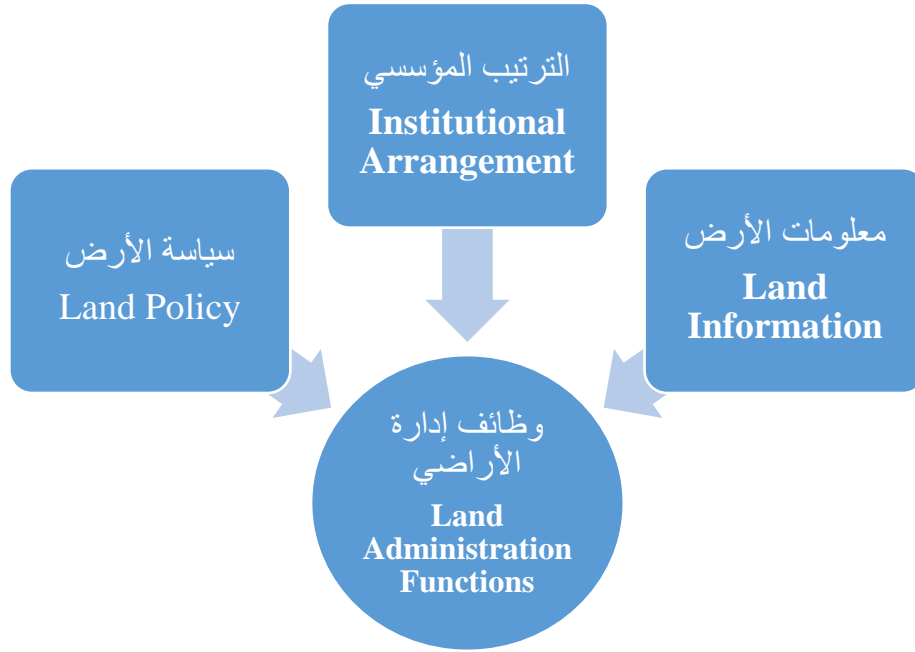 الترتيب المؤسسي
Institutional
Arrangement
سياسة الأرض
Land Policy
معلومات الأرض
Land
Information
وظائف إدارة
الأراضي
Land
Administration
Functions